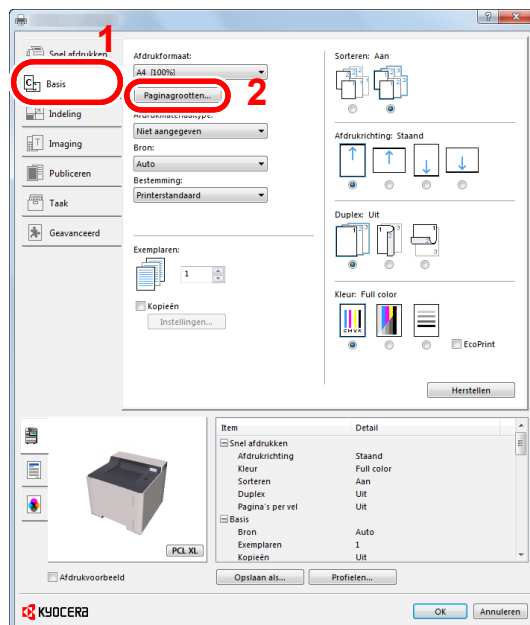 1
Snel afdrukken
Basis
Indeling
Imaging
Publiceren
Taak
Geavanceerd
Afdrukformaat:
A4 [100%]
Paginagrootten...
2
Afdrukmateriaaltype:
Niet aangegeven
Bron:
Auto
Bestemming:
Printerstandaard
Exemplaren:
1
Kopieën
Instellingen...
Sorteren: Aan
Afdrukrichting: Staand
Duplex: Uit
Kleur: Full color
CMYK
EcoPrint
Herstellen
PCL XL
Afdrukvoorbeeld
Item Detail
Snel afdrukken
Afdrukrichting Staand
Kleur Full color
Sorteren Aan
Duplex Uit
Pagina's per vel Uit
Basis
Bron Auto
Exemplaren 1
Kopieën Uit
Opslaan als... Profielen...
KYOCERA
OK Annuleren